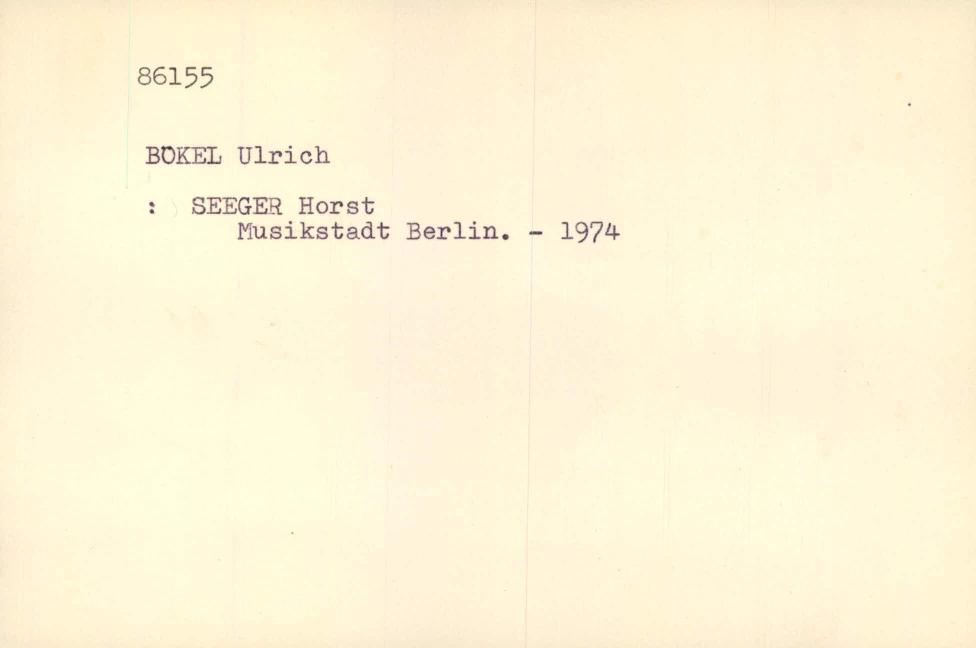 86155
BÖKEL Ulrich
: SEEGER Horst
Musikstadt Berlin. - 1974